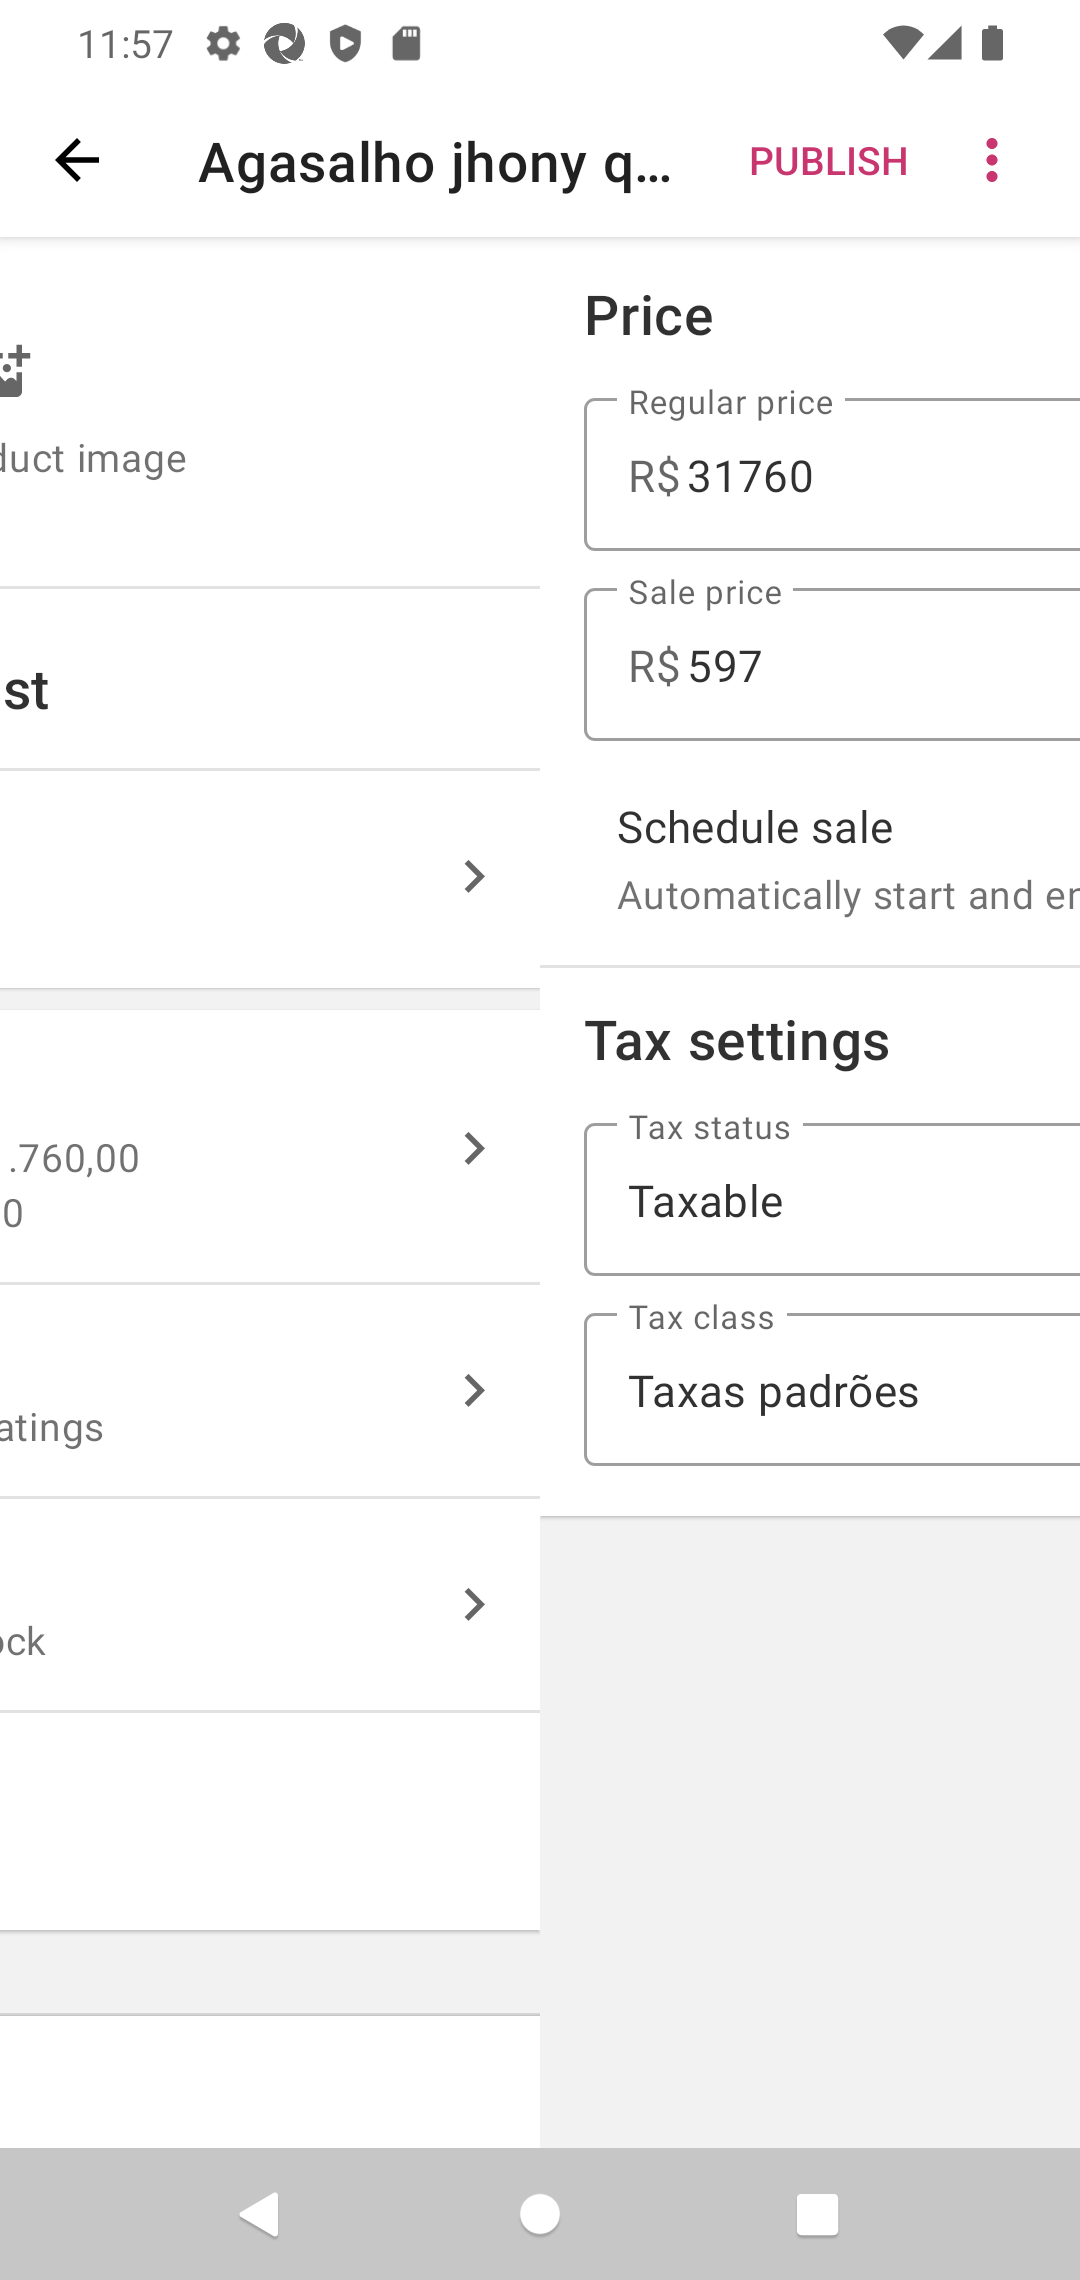 11:57
Agasalho jhony q...
PUBLISH
duct image
st
.760,00
0
atings
ock
Price
Regular price
R$ 31760
Sale price
R$ 597
Schedule sale
Automatically start and en
Tax settings
Tax status
Taxable
Tax class
Taxas padrões